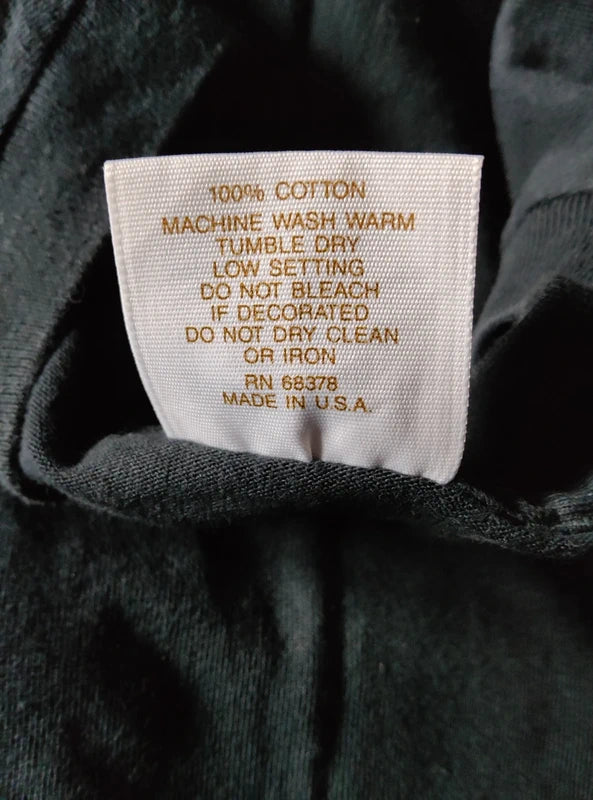 100% COTTON
MACHINE WASH WARM
TUMBLE DRY
LOW SETTING
DO NOT BLEACH
IF DECORATED
DO NOT DRY CLEAN
OR IRON
RN 68378
MADE IN U.S.A.